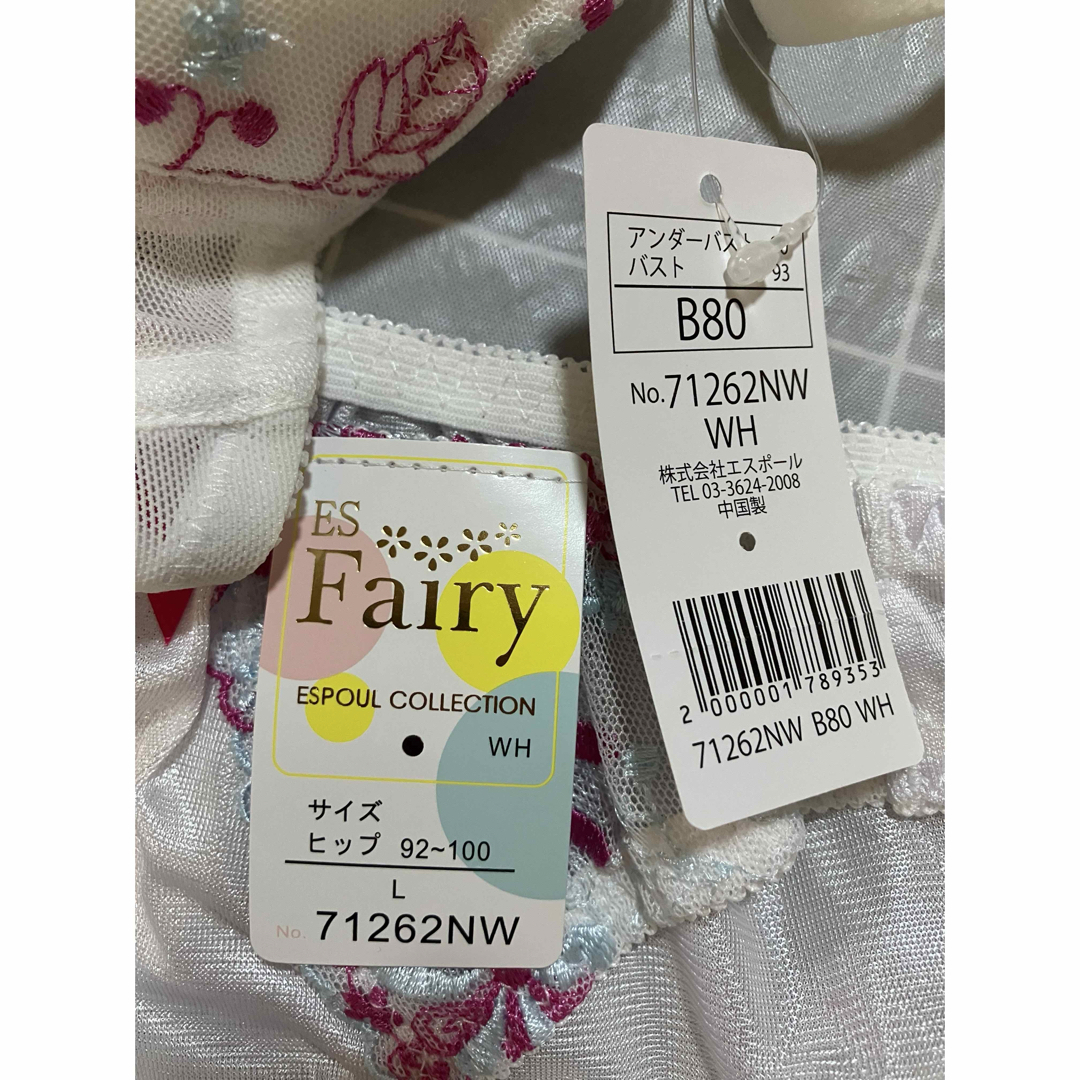 アンダーバスト
バスト 93
B80
No.71262NW
WH
株式会社エスポール
TEL 03-3624-2008
中国製
2 000001 789353
71262NW B80 WH
ES
Fairy
ESPOUL COLLECTION
WH
サイズ
ヒップ 92~100
L
No. 71262NW